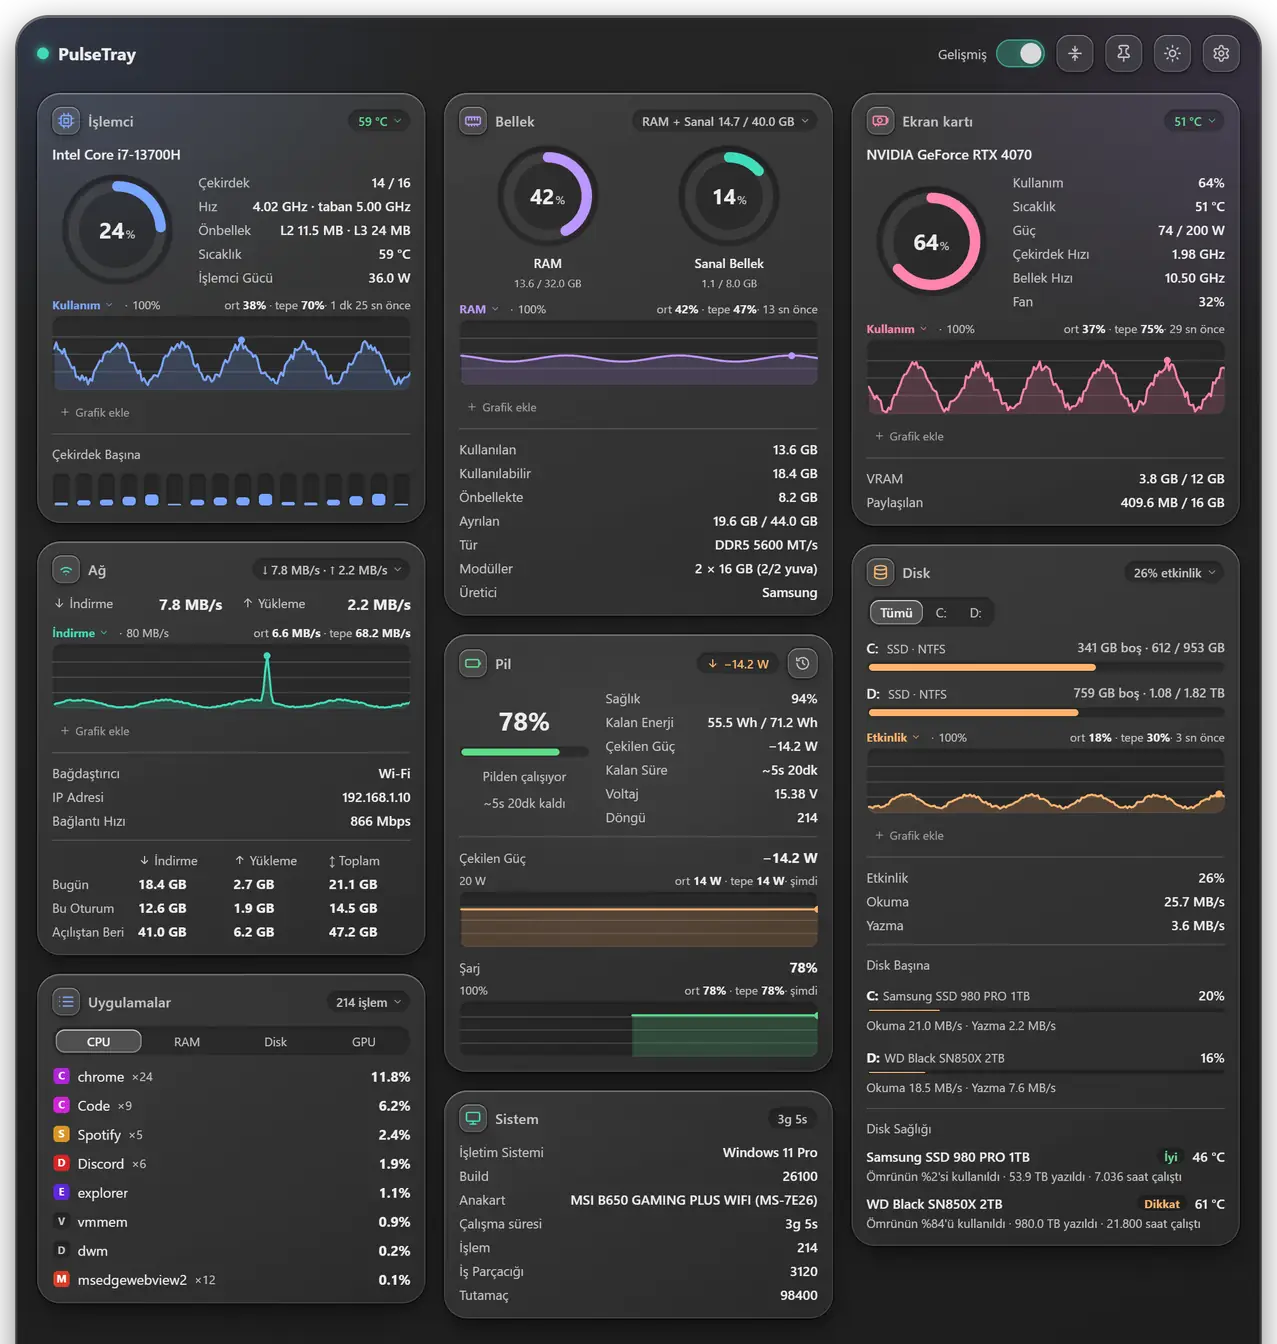 PulseTray
Gelişmiş
İşlemci
59 °C
Intel Core i7-13700H
24%
Çekirdek 14 / 16
Hız 4.02 GHz · taban 5.00 GHz
Önbellek L2 11.5 MB · L3 24 MB
Sıcaklık 59 °C
İşlemci Gücü 36.0 W
Kullanım · 100% ort 38% · tepe 70% · 1 dk 25 sn önce
+ Grafik ekle
Çekirdek Başına
Ağ
↓ 7.8 MB/s · ↑ 2.2 MB/s
↓ İndirme 7.8 MB/s ↑ Yükleme 2.2 MB/s
İndirme · 80 MB/s ort 6.6 MB/s · tepe 68.2 MB/s
+ Grafik ekle
Bağdaştırıcı Wi-Fi
IP Adresi 192.168.1.10
Bağlantı Hızı 866 Mbps
↓ İndirme ↑ Yükleme ↕ Toplam
Bugün 18.4 GB 2.7 GB 21.1 GB
Bu Oturum 12.6 GB 1.9 GB 14.5 GB
Açılıştan Beri 41.0 GB 6.2 GB 47.2 GB
Uygulamalar
214 işlem
CPU RAM Disk GPU
C chrome ×24 11.8%
C Code ×9 6.2%
S Spotify ×5 2.4%
D Discord ×6 1.9%
E explorer 1.1%
V vmmem 0.9%
D dwm 0.2%
M msedgewebview2 ×12 0.1%
Bellek
RAM + Sanal 14.7 / 40.0 GB
42% 14%
RAM Sanal Bellek
13.6 / 32.0 GB 1.1 / 8.0 GB
RAM · 100% ort 42% · tepe 47% · 13 sn önce
+ Grafik ekle
Kullanılan 13.6 GB
Kullanılabilir 18.4 GB
Önbellekte 8.2 GB
Ayrılan 19.6 GB / 44.0 GB
Tür DDR5 5600 MT/s
Modüller 2 × 16 GB (2/2 yuva)
Üretici Samsung
Pil
↓ −14.2 W
78%
Pilden çalışıyor
~5s 20dk kaldı
Sağlık 94%
Kalan Enerji 55.5 Wh / 71.2 Wh
Çekilen Güç −14.2 W
Kalan Süre ~5s 20dk
Voltaj 15.38 V
Döngü 214
Çekilen Güç −14.2 W
20 W ort 14 W · tepe 14W · şimdi
Şarj 78%
100% ort 78% · tepe 78% · şimdi
Sistem
3g 5s
İşletim Sistemi Windows 11 Pro
Build 26100
Anakart MSI B650 GAMING PLUS WIFI (MS-7E26)
Çalışma süresi 3g 5s
İşlem 214
İş Parçacığı 3120
Tutamaç 98400
Ekran kartı
51 °C
NVIDIA GeForce RTX 4070
64%
Kullanım 64%
Sıcaklık 51 °C
Güç 74 / 200 W
Çekirdek Hızı 1.98 GHz
Bellek Hızı 10.50 GHz
Fan 32%
Kullanım · 100% ort 37% · tepe 75% · 29 sn önce
+ Grafik ekle
VRAM 3.8 GB / 12 GB
Paylaşılan 409.6 MB / 16 GB
Disk
26% etkinlik
Tümü C: D:
C: SSD · NTFS 341 GB boş · 612 / 953 GB
D: SSD · NTFS 759 GB boş · 1.08 / 1.82 TB
Etkinlik · 100% ort 18% · tepe 30% · 3 sn önce
+ Grafik ekle
Etkinlik 26%
Okuma 25.7 MB/s
Yazma 3.6 MB/s
Disk Başına
C: Samsung SSD 980 PRO 1TB 20%
Okuma 21.0 MB/s · Yazma 2.2 MB/s
D: WD Black SN850X 2TB 16%
Okuma 18.5 MB/s · Yazma 7.6 MB/s
Disk Sağlığı
Samsung SSD 980 PRO 1TB İyi 46 °C
Ömrünün %2'si kullanıldı · 53.9 TB yazıldı · 7.036 saat çalıştı
WD Black SN850X 2TB Dikkat 61 °C
Ömrünün %84'ü kullanıldı · 980.0 TB yazıldı · 21.800 saat çalıştı